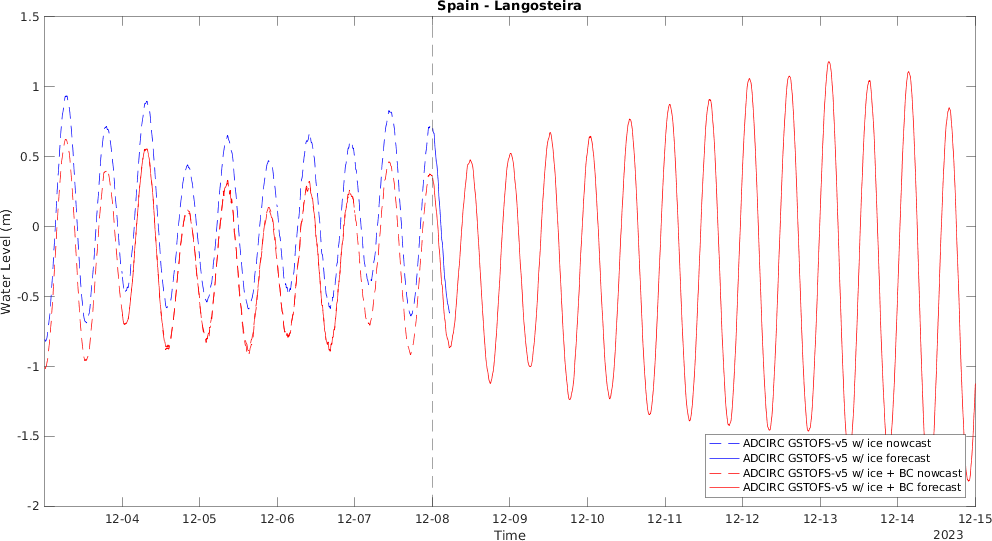 Spain - Langosteira
1.5
1
0.5
0
-0.5
-1
-1.5
-2
Water Level (m)
ADCIRC GSTOFS-v5 w/ ice nowcast
ADCIRC GSTOFS-v5 w/ ice forecast
ADCIRC GSTOFS-v5 w/ ice + BC nowcast
ADCIRC GSTOFS-v5 w/ ice + BC forecast
12-04 12-05 12-06 12-07 12-08 12-09 12-10 12-11 12-12 12-13 12-14 12-15
Time 2023